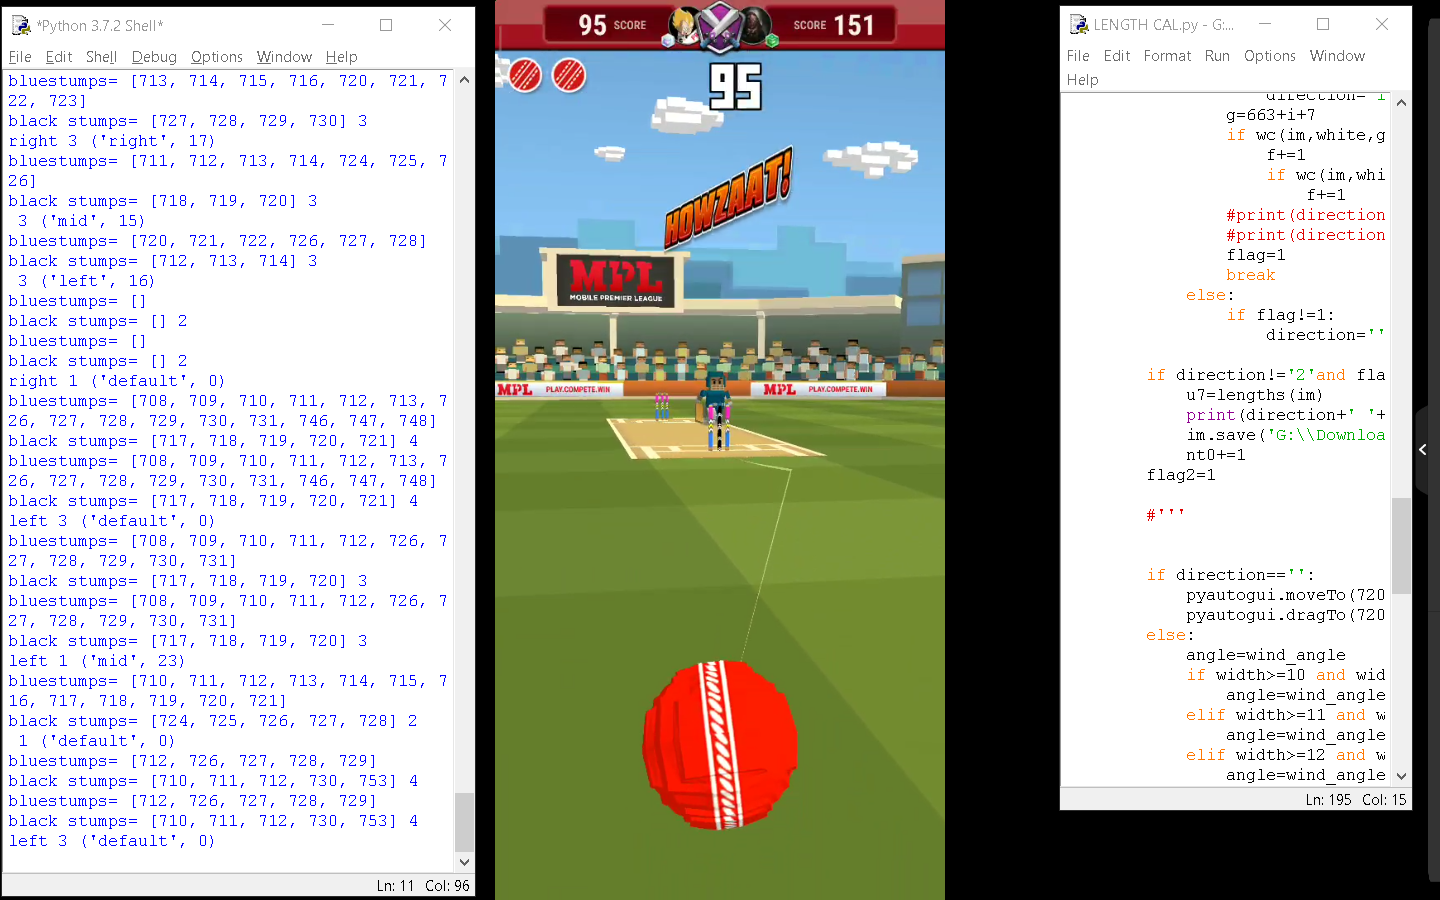 *Python 3.7.2 Shell*
File Edit Shell Debug Options Window Help
bluestumps= [713, 714, 715, 716, 720, 721, 7
22, 723]
black stumps= [727, 728, 729, 730] 3
right 3 ('right', 17)
bluestumps= [711, 712, 713, 714, 724, 725, 7
26]
black stumps= [718, 719, 720] 3
 3 ('mid', 15)
bluestumps= [720, 721, 722, 726, 727, 728]
black stumps= [712, 713, 714] 3
 3 ('left', 16)
bluestumps= []
black stumps= [] 2
bluestumps= []
black stumps= [] 2
right 1 ('default', 0)
bluestumps= [708, 709, 710, 711, 712, 713, 7
26, 727, 728, 729, 730, 731, 746, 747, 748]
black stumps= [717, 718, 719, 720, 721] 4
bluestumps= [708, 709, 710, 711, 712, 713, 7
26, 727, 728, 729, 730, 731, 746, 747, 748]
black stumps= [717, 718, 719, 720, 721] 4
left 3 ('default', 0)
bluestumps= [708, 709, 710, 711, 712, 726, 7
27, 728, 729, 730, 731]
black stumps= [717, 718, 719, 720] 3
bluestumps= [708, 709, 710, 711, 712, 726, 7
27, 728, 729, 730, 731]
black stumps= [717, 718, 719, 720] 3
left 1 ('mid', 23)
bluestumps= [710, 711, 712, 713, 714, 715, 7
16, 717, 718, 719, 720, 721]
black stumps= [724, 725, 726, 727, 728] 2
 1 ('default', 0)
bluestumps= [712, 726, 727, 728, 729]
black stumps= [710, 711, 712, 730, 753] 4
bluestumps= [712, 726, 727, 728, 729]
black stumps= [710, 711, 712, 730, 753] 4
left 3 ('default', 0)
Ln: 11 Col: 96
95 SCORE SCORE 151
95
HOWZAAT!
MPL
MOBILE PREMIER LEAGUE
MPL PLAY.COMPETE.WIN MPL PLAY.COMPETE.WIN
LENGTH CAL.py - G:...
File Edit Format Run Options Window
Help
direction='i
g=663+i+7
if wc(im,white,g
f+=1
if wc(im,whi
f+=1
#print(direction
#print(direction
flag=1
break
else:
if flag!=1:
direction=''
if direction!='2'and fla
u7=lengths(im)
print(direction+' '+
im.save('G:\\Downloa
nt0+=1
flag2=1
#'''
if direction=='':
pyautogui.moveTo(720
pyautogui.dragTo(720
else:
angle=wind_angle
if width>=10 and wid
angle=wind_angle
elif width>=11 and w
angle=wind_angle
elif width>=12 and w
angle=wind_angle
Ln: 195 Col: 15